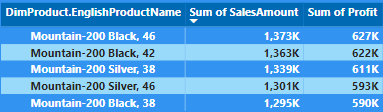 DimProduct.EnglishProductName Sum of SalesAmount Sum of Profit
Mountain-200 Black, 46 1,373K 627K
Mountain-200 Black, 42 1,363K 622K
Mountain-200 Silver, 38 1,339K 611K
Mountain-200 Silver, 46 1,301K 593K
Mountain-200 Black, 38 1,295K 590K